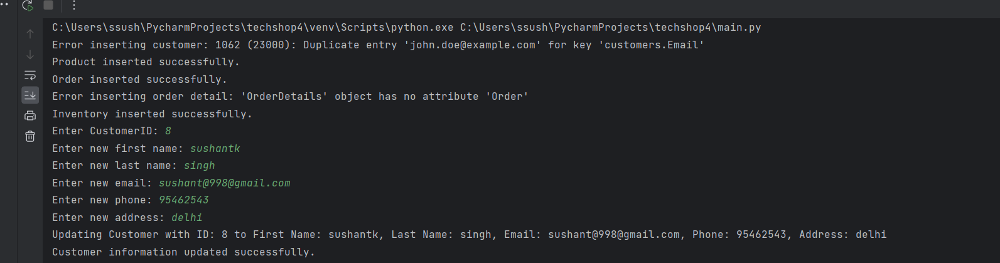 C:\Users\ssush\PycharmProjects\techshop4\venv\Scripts\python.exe C:\Users\ssush\PycharmProjects\techshop4\main.py
Error inserting customer: 1062 (23000): Duplicate entry 'john.doe@example.com' for key 'customers.Email'
Product inserted successfully.
Order inserted successfully.
Error inserting order detail: 'OrderDetails' object has no attribute 'Order'
Inventory inserted successfully.
Enter CustomerID: 8
Enter new first name: sushantk
Enter new last name: singh
Enter new email: sushant@998@gmail.com
Enter new phone: 95462543
Enter new address: delhi
Updating Customer with ID: 8 to First Name: sushantk, Last Name: singh, Email: sushant@998@gmail.com, Phone: 95462543, Address: delhi
Customer information updated successfully.